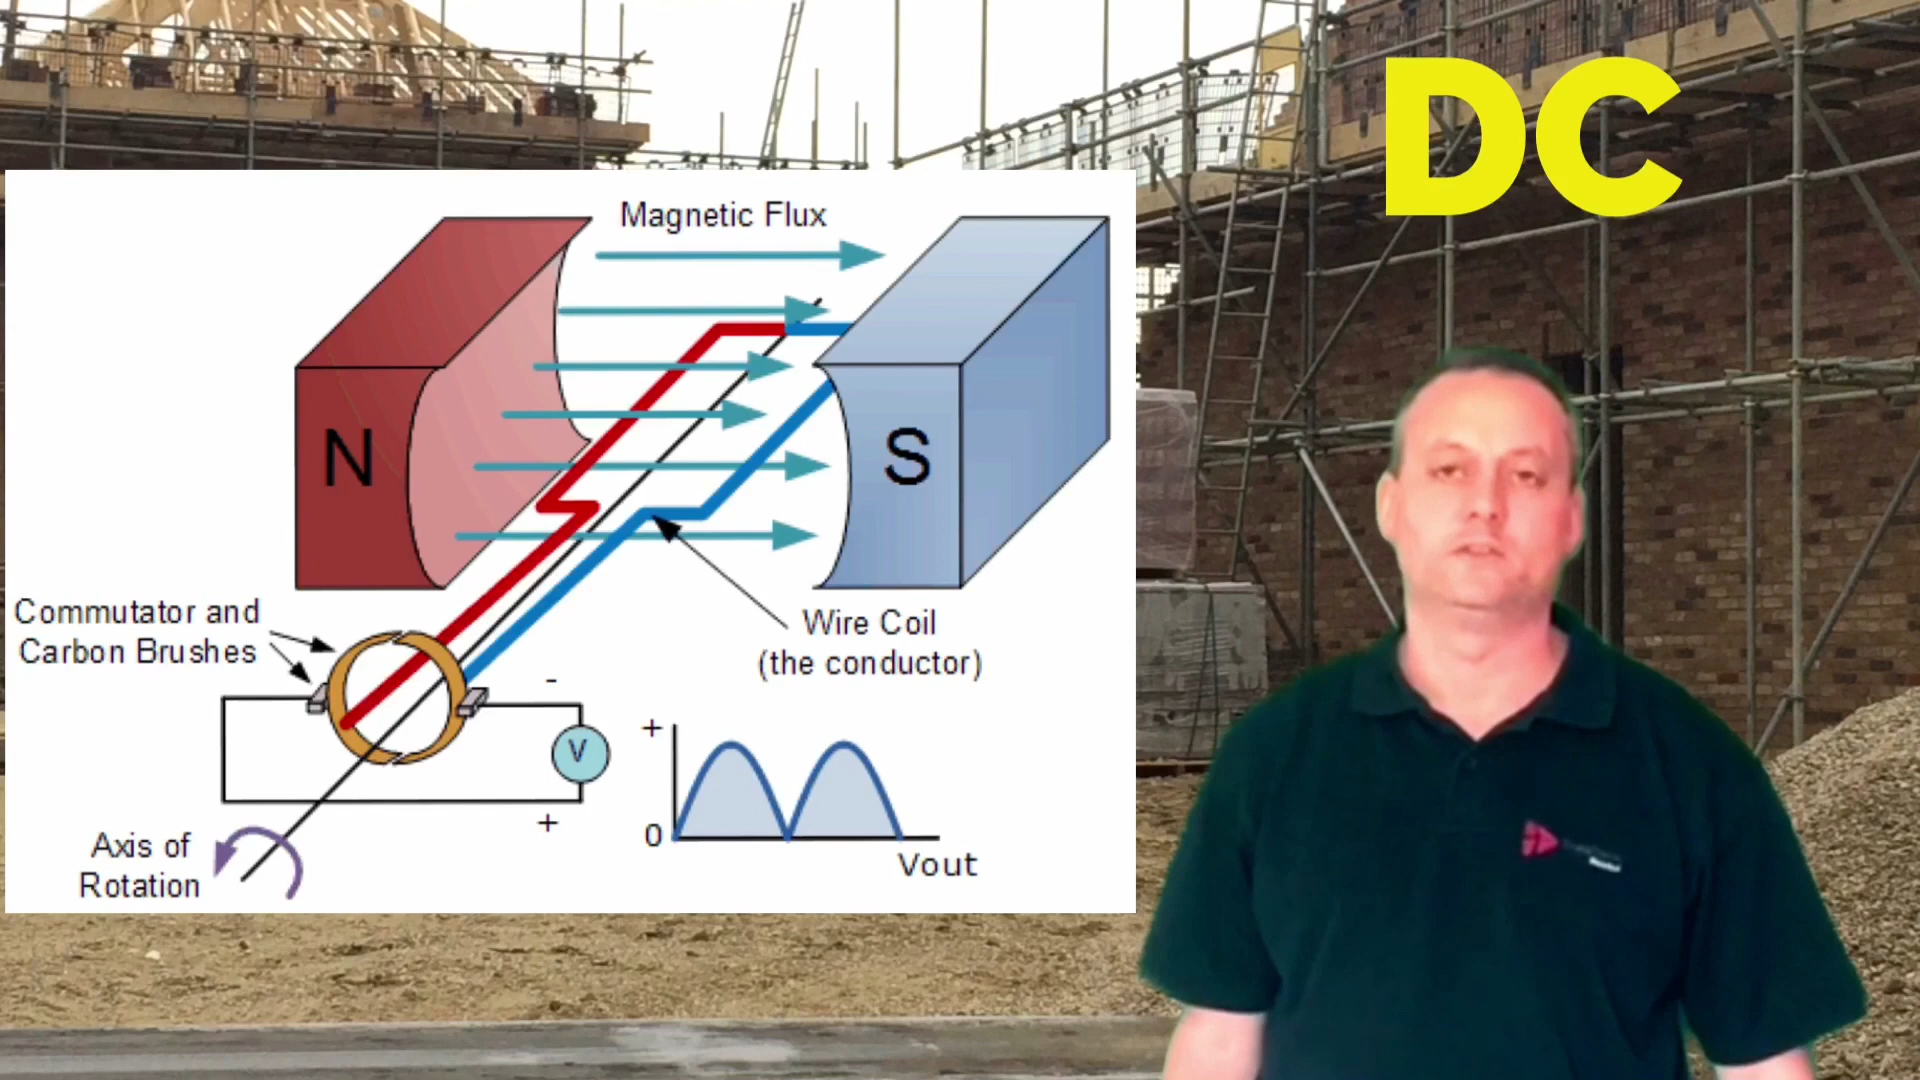 DC
Magnetic Flux
N
S
Commutator and
Carbon Brushes
Wire Coil
(the conductor)
-
V
+
+
0
Vout
Axis of
Rotation